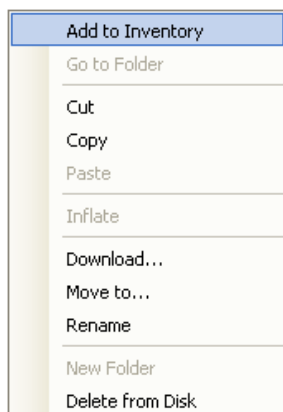 Add to Inventory
Go to Folder
Cut
Copy
Paste
Inflate
Download...
Move to...
Rename
New Folder
Delete from Disk